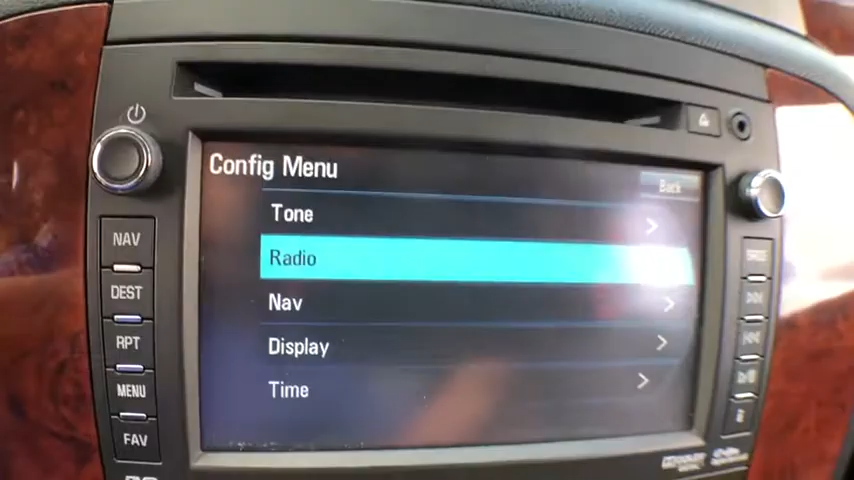 Config Menu
Back
Tone
Radio
Nav
Display
Time
NAV
DEST
RPT
MENU
FAV